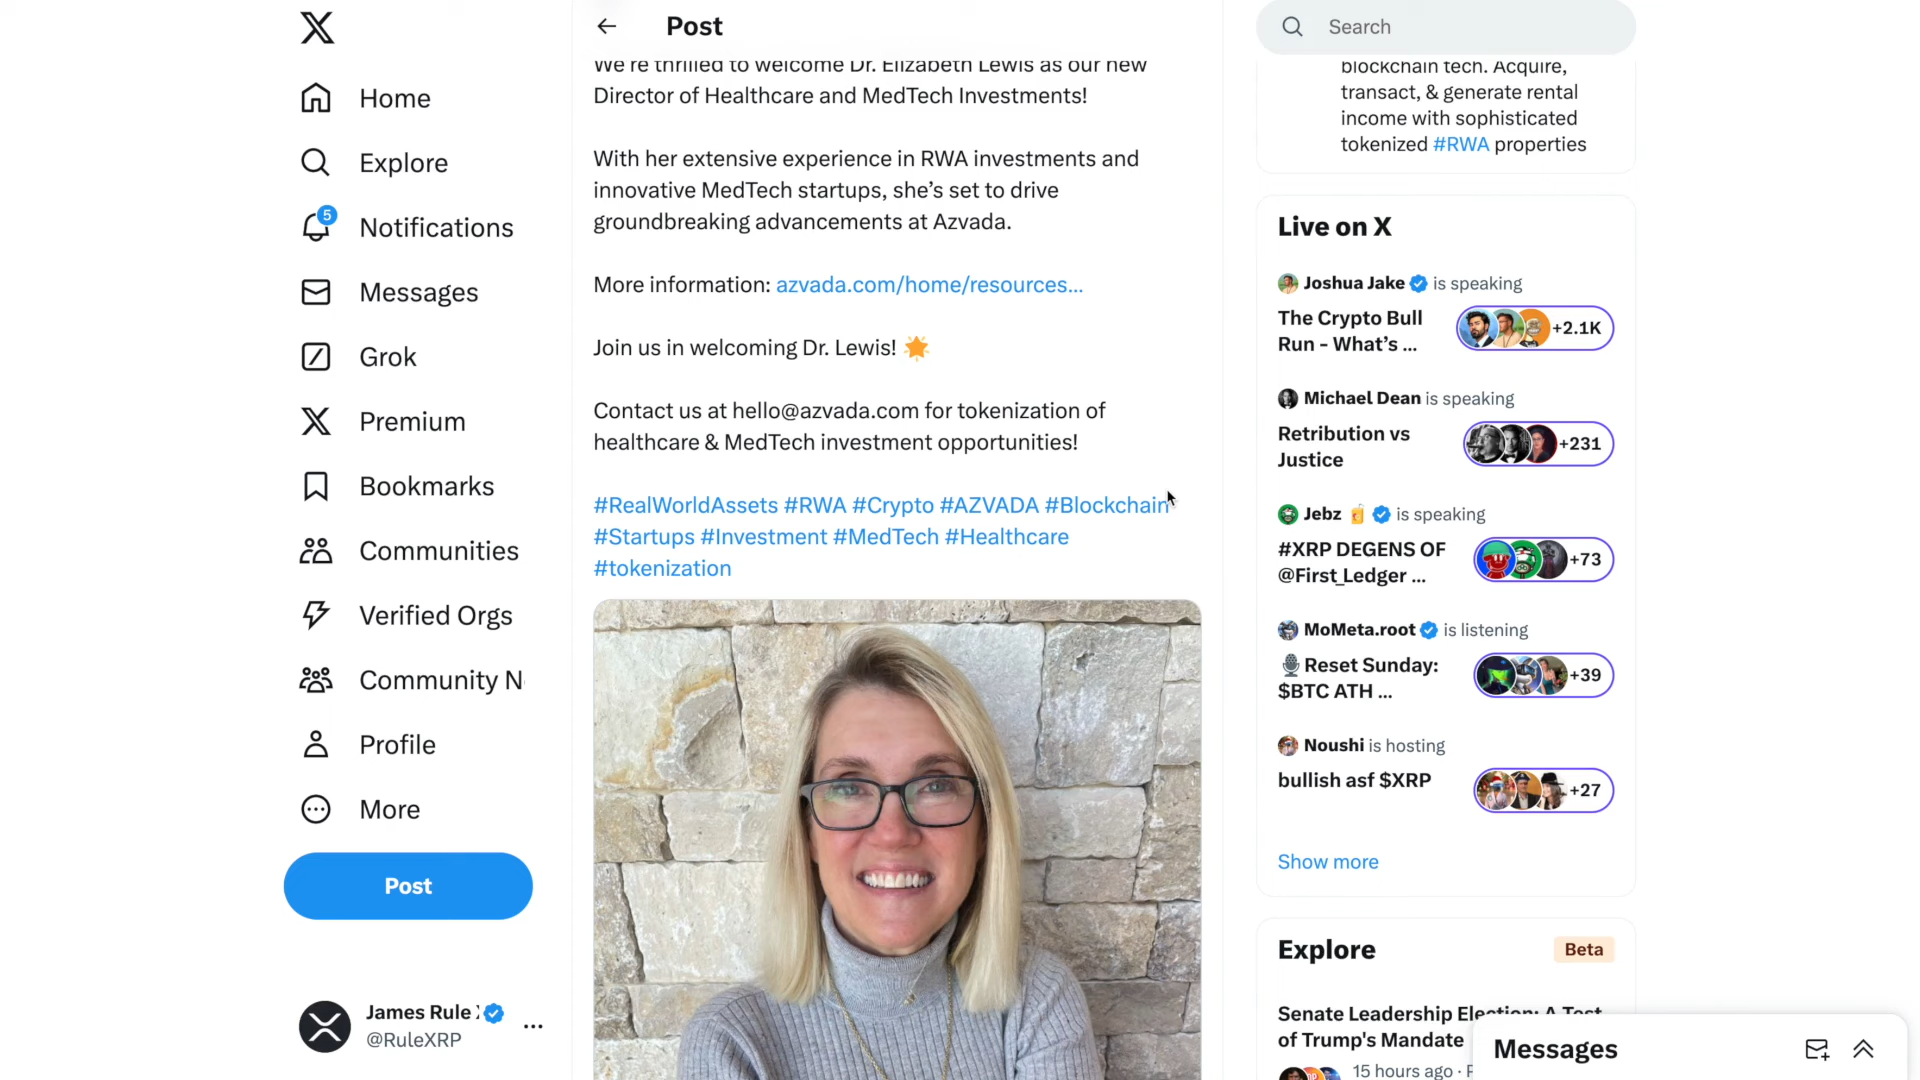 Home
Explore
5
Notifications
Messages
Grok
Premium
Bookmarks
Communities
Verified Orgs
Community N
Profile
More
Post
James Rule
@RuleXRP
Post
We're thrilled to welcome Dr. Elizabeth Lewis as our new
Director of Healthcare and MedTech Investments!
With her extensive experience in RWA investments and
innovative MedTech startups, she's set to drive
groundbreaking advancements at Azvada.
More information: azvada.com/home/resources...
Join us in welcoming Dr. Lewis! 🌟
Contact us at hello@azvada.com for tokenization of
healthcare & MedTech investment opportunities!
#RealWorldAssets #RWA #Crypto #AZVADA #Blockchain
#Startups #Investment #MedTech #Healthcare
#tokenization
Search
blockchain tech. Acquire,
transact, & generate rental
income with sophisticated
tokenized #RWA properties
Live on X
Joshua Jake is speaking
The Crypto Bull
Run - What's ...
+2.1K
Michael Dean is speaking
Retribution vs
Justice
+231
Jebz 🍺 is speaking
#XRP DEGENS OF
@First_Ledger ...
+73
MoMeta.root is listening
🎙️Reset Sunday:
$BTC ATH ...
+39
Noushi is hosting
bullish asf $XRP
+27
Show more
Explore
Beta
Senate Leadership Election: A Test
of Trump's Mandate
15 hours ago ·
Messages